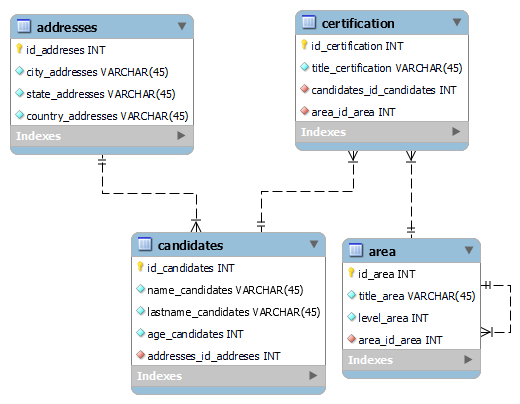 addresses
id_addreses INT
city_addresses VARCHAR(45)
state_addresses VARCHAR(45)
country_addresses VARCHAR(45)
Indexes
certification
id_certification INT
title_certification VARCHAR(45)
candidates_id_candidates INT
area_id_area INT
Indexes
candidates
id_candidates INT
name_candidates VARCHAR(45)
lastname_candidates VARCHAR(45)
age_candidates INT
addresses_id_addreses INT
Indexes
area
id_area INT
title_area VARCHAR(45)
level_area INT
area_id_area INT
Indexes